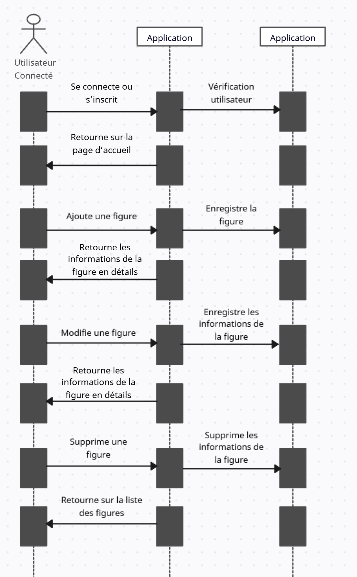 Application
Application
Utilisateur
Connecté
Se connecte ou
s'inscrit
Vérification
utilisateur
Retourne sur la
page d'accueil
Ajoute une figure
Enregistre la
figure
Retourne les
informations de la
figure en détails
Modifie une figure
Enregistre les
informations de
la figure
Retourne les
informations de la
figure en détails
Supprime une
figure
Supprime les
informations de
la figure
Retourne sur la liste
des figures